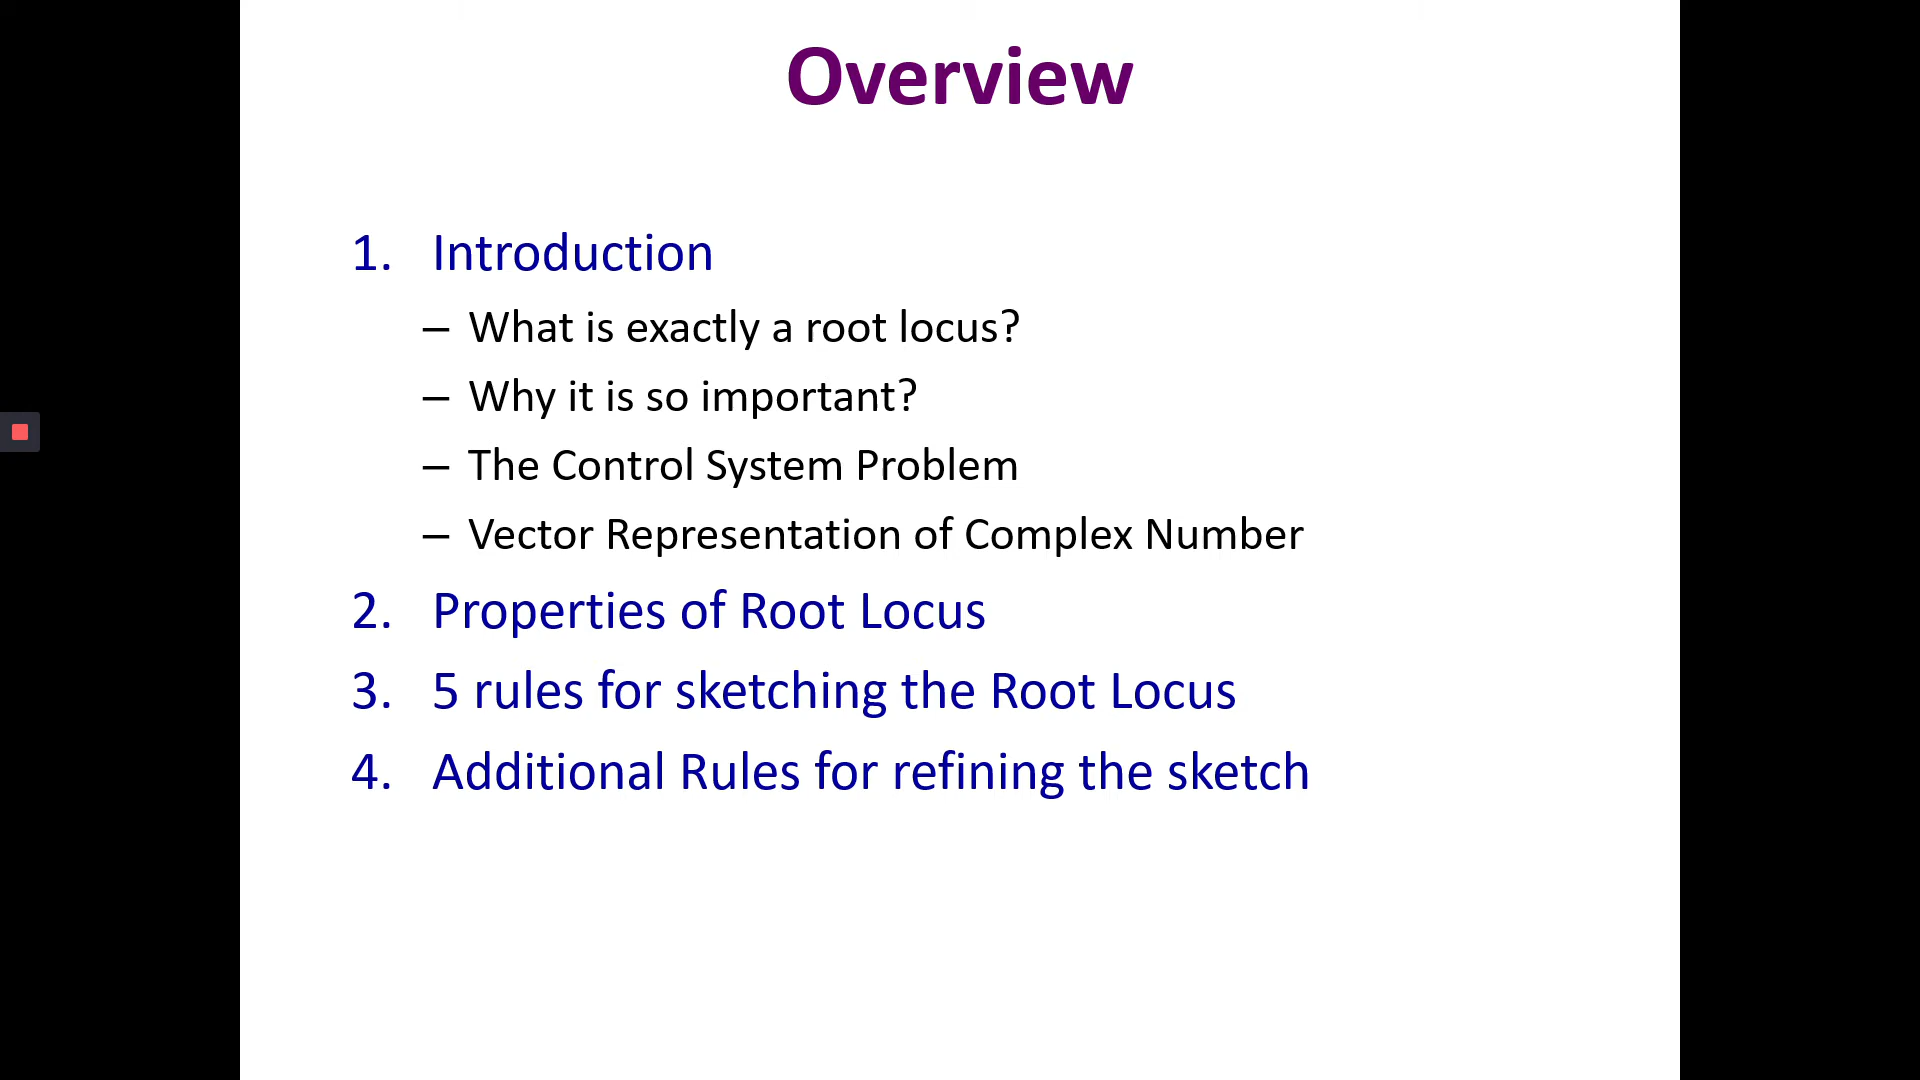 Overview
1. Introduction
– What is exactly a root locus?
– Why it is so important?
– The Control System Problem
– Vector Representation of Complex Number
2. Properties of Root Locus
3. 5 rules for sketching the Root Locus
4. Additional Rules for refining the sketch